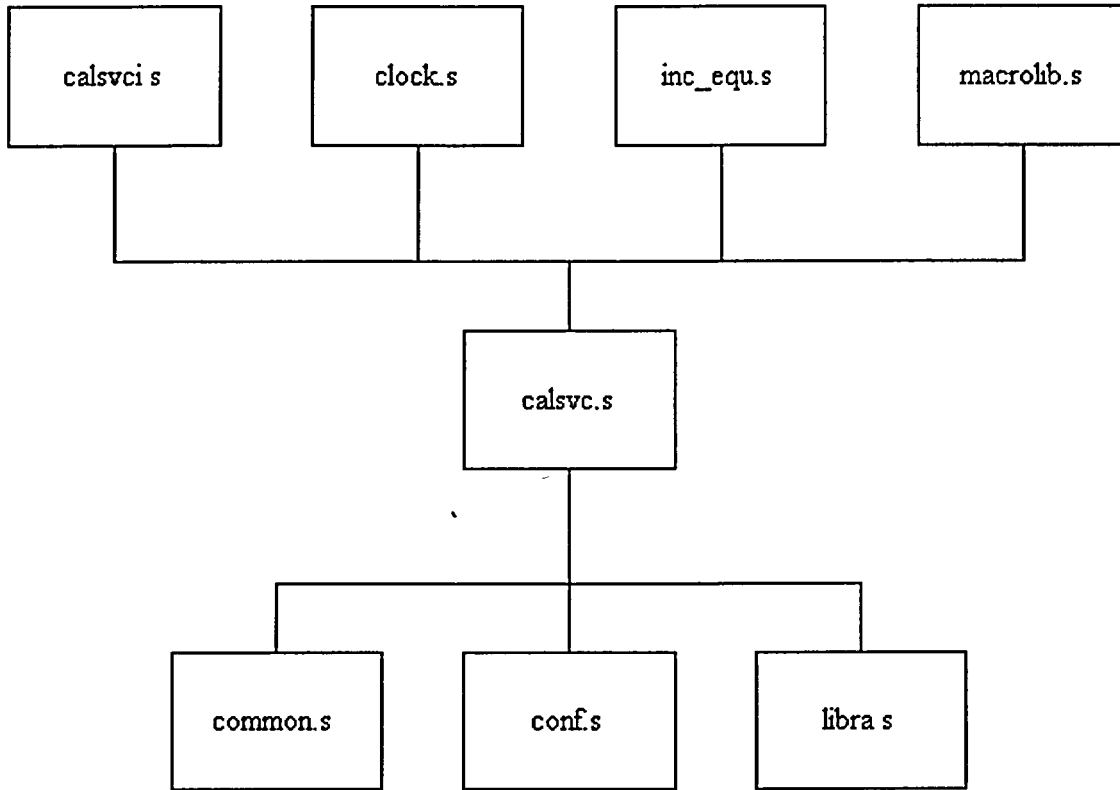 calsvci s
clock.s
inc_equ.s
macrolib.s
calsvc.s
common.s
conf.s
libra s